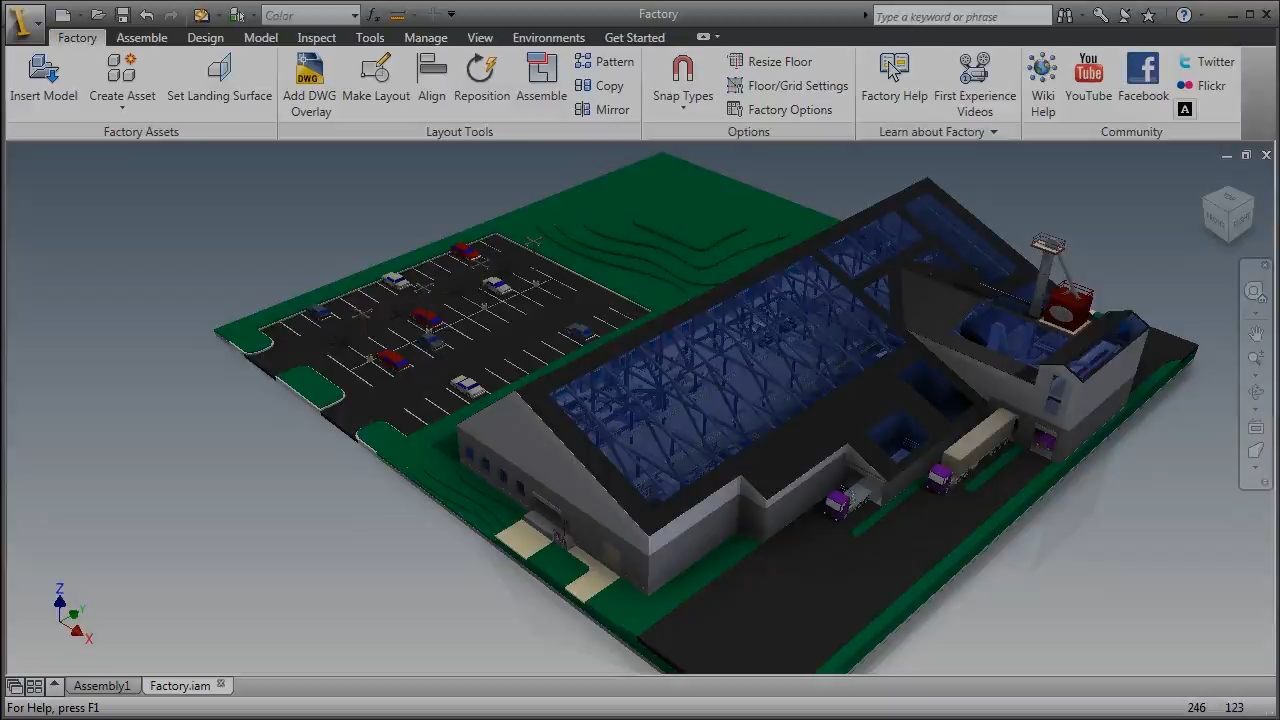 Color
Factory
Type a keyword or phrase
Factory Assemble Design Model Inspect Tools Manage View Environments Get Started
Insert Model
Create Asset
Set Landing Surface
Factory Assets
DWG
Add DWG
Overlay
Make Layout
Align
Reposition
Assemble
Pattern
Copy
Mirror
Layout Tools
Snap Types
Resize Floor
Floor/Grid Settings
Factory Options
Options
Factory Help
First Experience
Videos
Learn about Factory
Wiki
Help
You
Tube
YouTube
Facebook
Twitter
Flickr
A
Community
Z
Y
X
Assembly1 Factory.iam
For Help, press F1
246 123